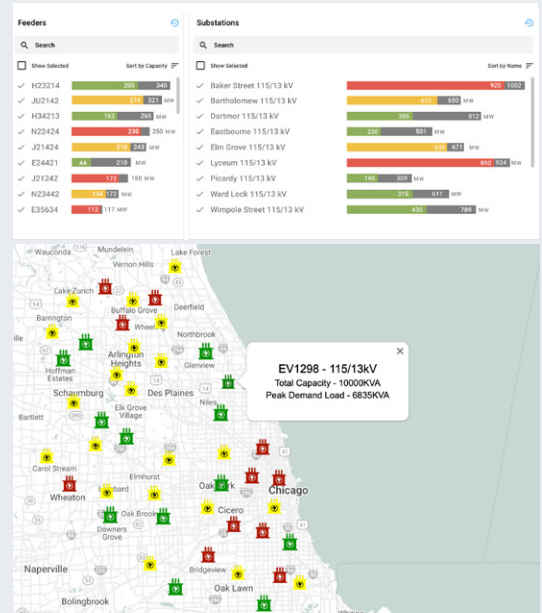 Feeders
Search
Show Selected Sort by Capacity
H23214 295 340
JU2142 279 321 MW
H34213 162 265 MW
N22424 230 250 MW
J21424 210 243 MW
E24421 44 210 MW
J21242 172 188 MW
N23442 134 172 MW
E35634 112 117 MW
Substations
Search
Show Selected Sort by Name
Baker Street 115/13 kV 920 1002
Bartholomew 115/13 kV 612 650 MW
Dartmor 115/13 kV 385 812 MW
Eastbourne 115/13 kV 220 501 MW
Elm Grove 115/13 kV 630 671 MW
Lyceum 115/13 kV 890 934 MW
Picardy 115/13 kV 145 309 MW
Ward Lock 115/13 kV 315 611 MW
Wimpole Street 115/13 kV 430 789 MW
Wauconda
Mundelein
Lake Forest
Vernon Hills
Lake Zurich
Deerfield
Buffalo Grove
Barrington
Northbrook
Arlington
Heights
Glenview
Hoffman
Estates
EV1298 - 115/13kV
Total Capacity - 10000KVA
Peak Demand Load - 6835KVA
Schaumburg
Des Plaines
Niles
Elk Grove
Village
Bartlett
Carol Stream
Elmhurst
Wheaton
Chicago
Oak Brook
Cicero
Downers
Grove
Naperville
Bridgeview
Oak Lawn
Bolingbrook